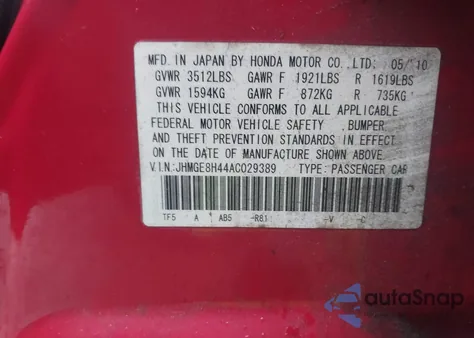 MFD. IN JAPAN BY HONDA MOTOR CO.,LTD: 05/'10
GVWR 3512LBS GAWR F 1921LBS R 1619LBS
GVWR 1594KG GAWR F 872KG R 735KG
THIS VEHICLE CONFORMS TO ALL APPLICABLE
FEDERAL MOTOR VEHICLE SAFETY ,BUMPER,
AND THEFT PREVENTION STANDARDS IN EFFECT
ON THE DATE OF MANUFACTURE SHOWN ABOVE.
V.I.N:JHMGE8H44AC029389 TYPE: PASSENGER CAR
TF5 A AB5 -R81 -V -C
autoSnap